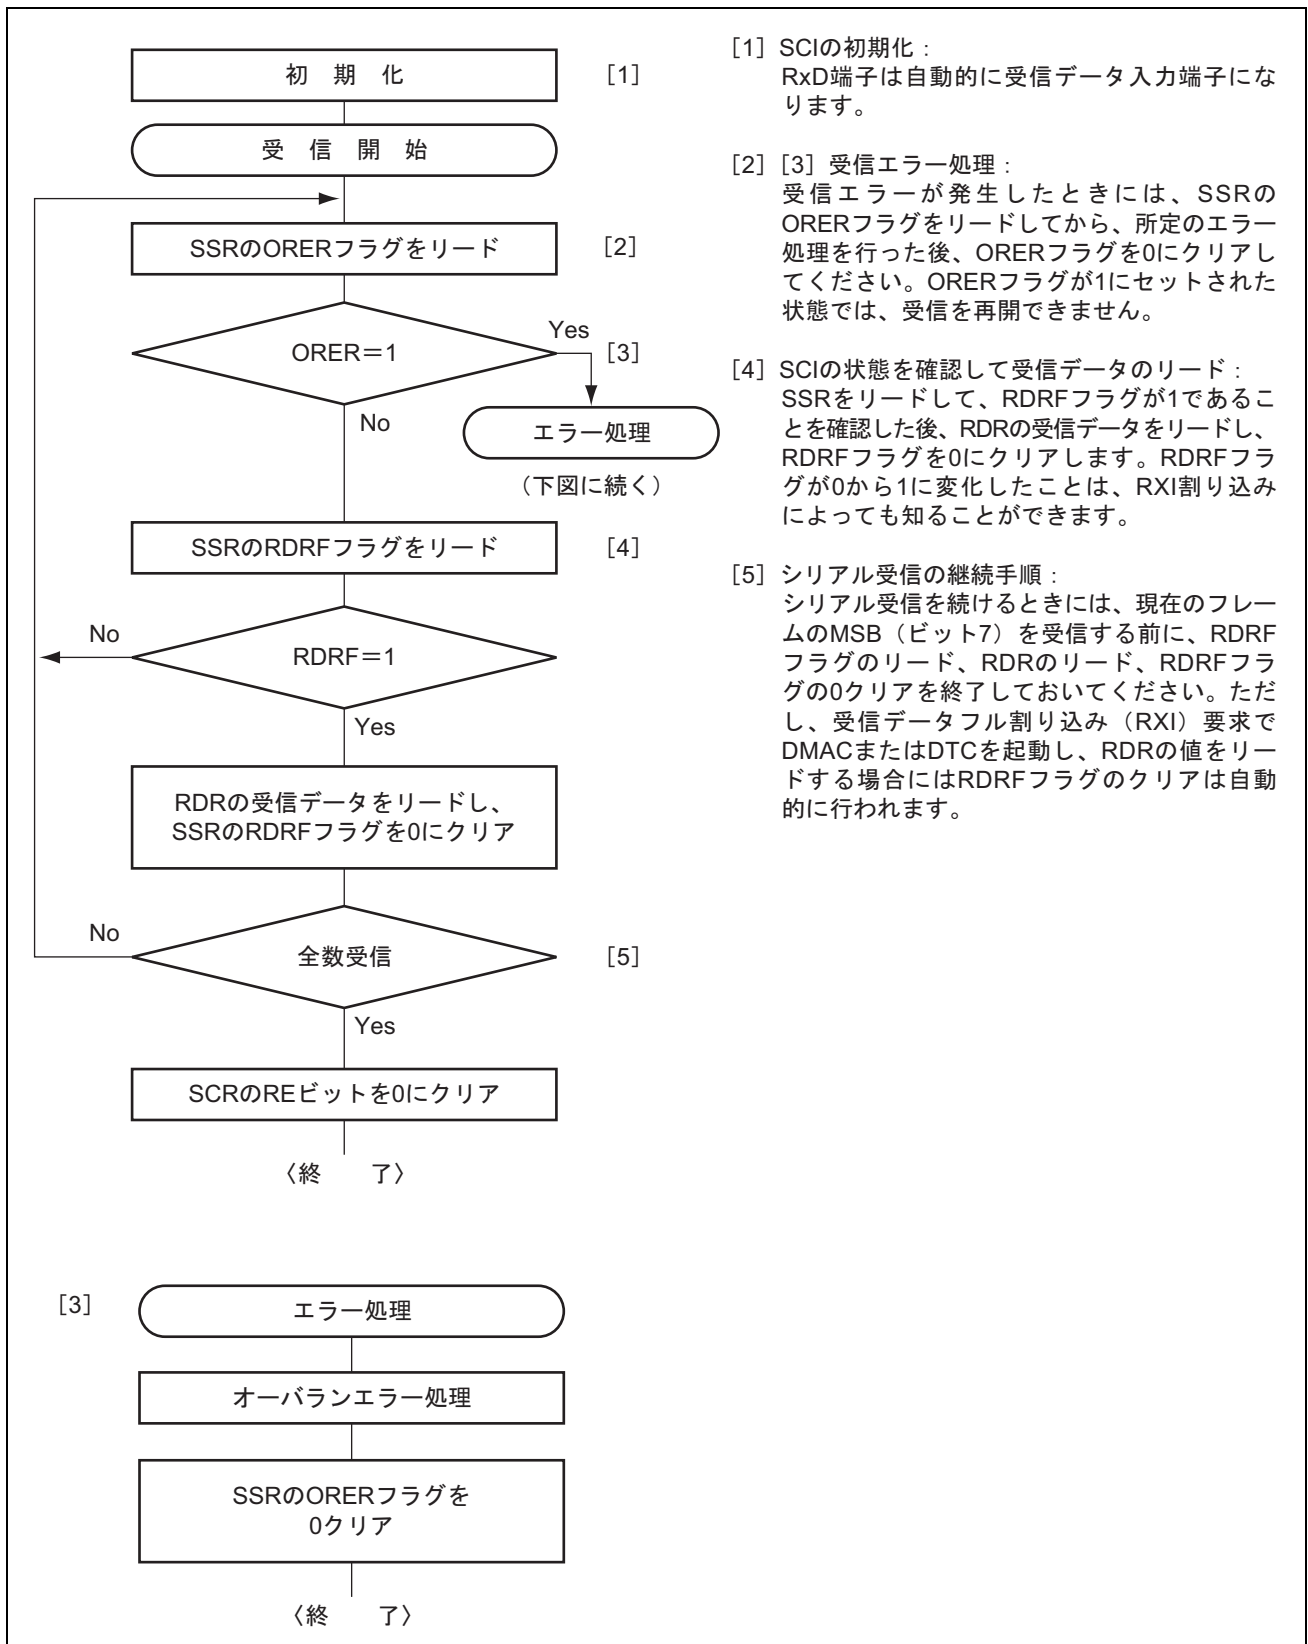 初　期　化
[1]
受　信　開　始
SSRのORERフラグをリード
[2]
ORER＝1
Yes
[3]
No
エラー処理
（下図に続く）
SSRのRDRFフラグをリード
[4]
No
RDRF＝1
Yes
RDRの受信データをリードし、
SSRのRDRFフラグを0にクリア
No
全数受信
[5]
Yes
SCRのREビットを0にクリア
〈終　　了〉
[1] SCIの初期化：
RxD端子は自動的に受信データ入力端子にな
ります。
[2] [3] 受信エラー処理：
受信エラーが発生したときには、SSRの
ORERフラグをリードしてから、所定のエラー
処理を行った後、ORERフラグを0にクリアし
てください。ORERフラグが1にセットされた
状態では、受信を再開できません。
[4] SCIの状態を確認して受信データのリード：
SSRをリードして、RDRFフラグが1であるこ
とを確認した後、RDRの受信データをリードし、
RDRFフラグを0にクリアします。RDRFフラ
グが0から1に変化したことは、RXI割り込み
によっても知ることができます。
[5] シリアル受信の継続手順：
シリアル受信を続けるときには、現在のフレー
ムのMSB（ビット7）を受信する前に、RDRF
フラグのリード、RDRのリード、RDRFフラ
グの0クリアを終了しておいてください。ただ
し、受信データフル割り込み（RXI）要求で
DMACまたはDTCを起動し、RDRの値をリー
ドする場合にはRDRFフラグのクリアは自動
的に行われます。
[3]
エラー処理
オーバランエラー処理
SSRのORERフラグを
0クリア
〈終　　了〉